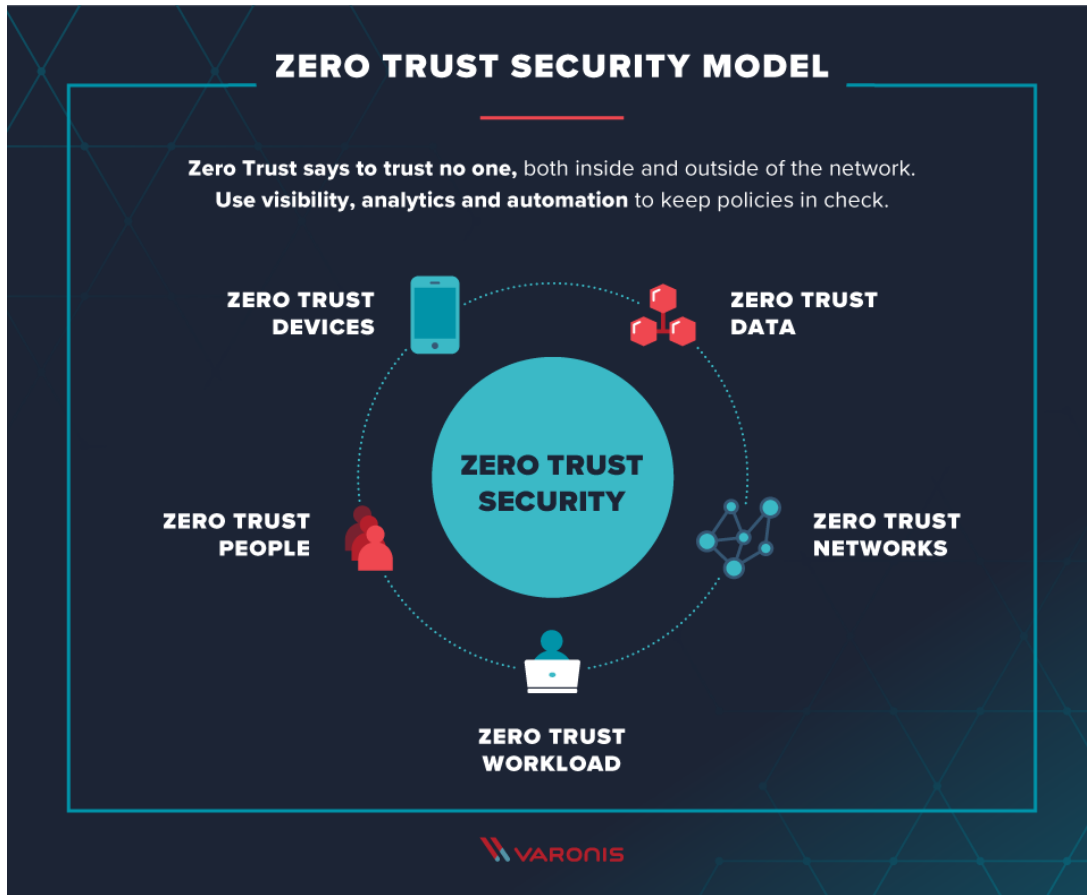 ZERO TRUST SECURITY MODEL
Zero Trust says to trust no one, both inside and outside of the network.
Use visibility, analytics and automation to keep policies in check.
ZERO TRUST
DEVICES
ZERO TRUST
DATA
ZERO TRUST
SECURITY
ZERO TRUST
PEOPLE
ZERO TRUST
NETWORKS
ZERO TRUST
WORKLOAD
VARONIS